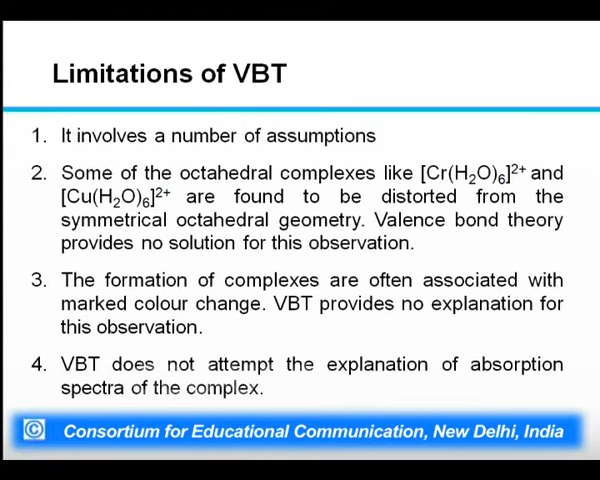 Limitations of VBT
1. It involves a number of assumptions
2. Some of the octahedral complexes like [Cr(H₂O)₆]²⁺ and
[Cu(H₂O)₆]²⁺ are found to be distorted from the
symmetrical octahedral geometry. Valence bond theory
provides no solution for this observation.
3. The formation of complexes are often associated with
marked colour change. VBT provides no explanation for
this observation.
4. VBT does not attempt the explanation of absorption
spectra of the complex.
© Consortium for Educational Communication, New Delhi, India